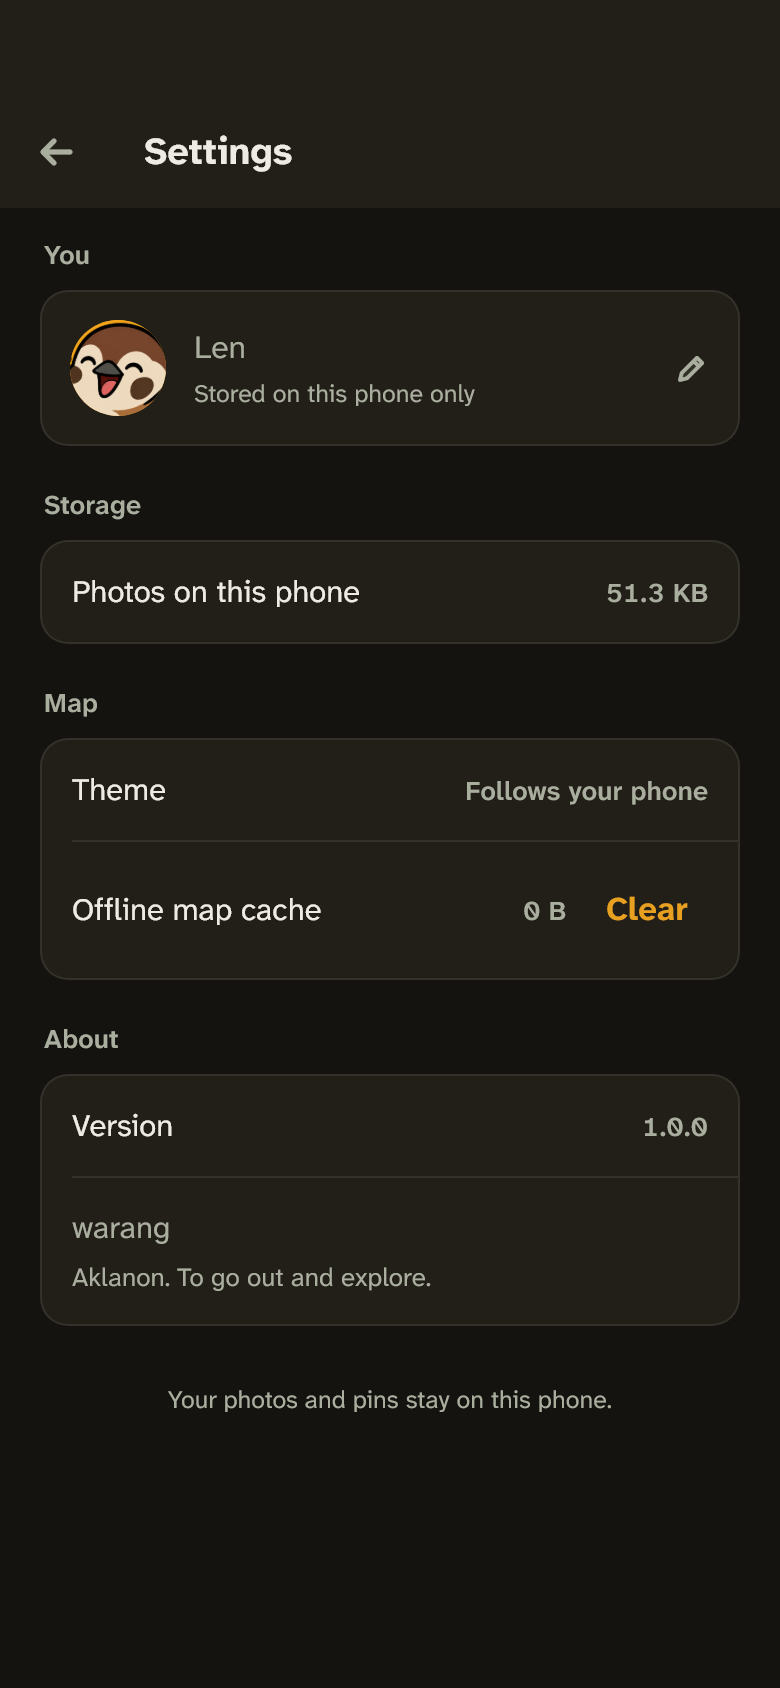 Settings
You
Len
Stored on this phone only
Storage
Photos on this phone 51.3 KB
Map
Theme Follows your phone
Offline map cache 0 B Clear
About
Version 1.0.0
warang
Aklanon. To go out and explore.
Your photos and pins stay on this phone.